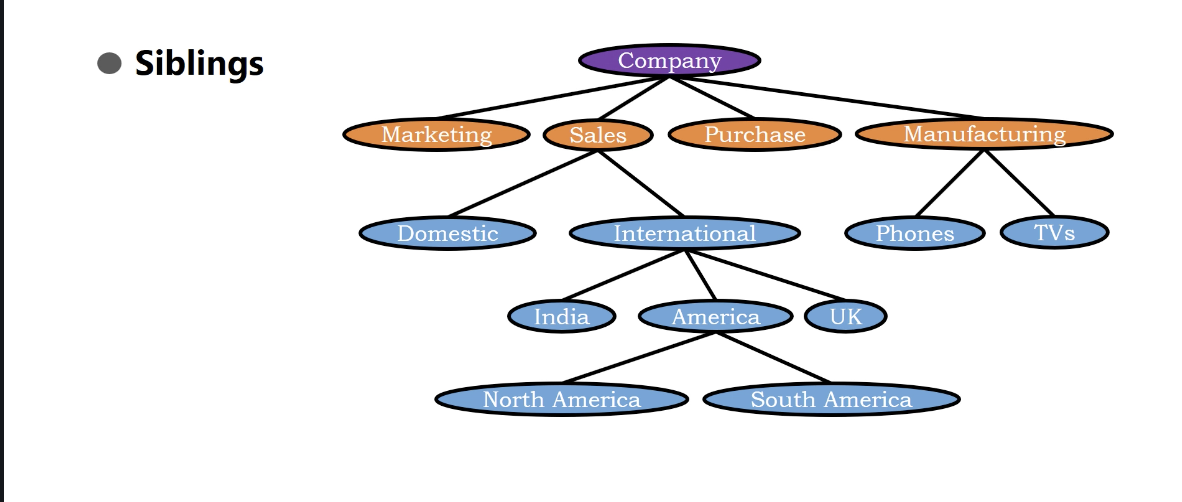 Siblings
Company
Marketing Sales Purchase Manufacturing
Domestic International Phones TVs
India America UK
North America South America